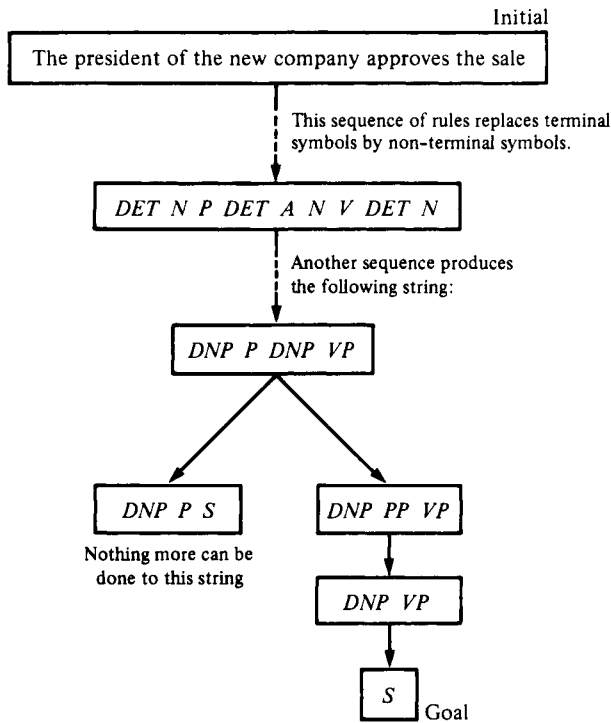 Initial
The president of the new company approves the sale
This sequence of rules replaces terminal
symbols by non-terminal symbols.
DET N P DET A N V DET N
Another sequence produces
the following string:
DNP P DNP VP
DNP P S
DNP PP VP
Nothing more can be
done to this string
DNP VP
S
Goal